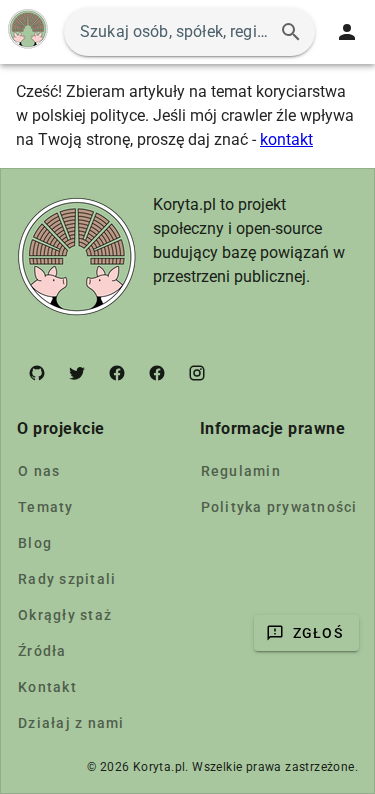 Szukaj osób, spółek, regi...
Cześć! Zbieram artykuły na temat koryciarstwa
w polskiej polityce. Jeśli mój crawler źle wpływa
na Twoją stronę, proszę daj znać - kontakt
Koryta.pl to projekt
społeczny i open-source
budujący bazę powiązań w
przestrzeni publicznej.
O projekcie
O nas
Tematy
Blog
Rady szpitali
Okrągły staż
Źródła
Kontakt
Działaj z nami
Informacje prawne
Regulamin
Polityka prywatności
ZGŁOŚ
© 2026 Koryta.pl. Wszelkie prawa zastrzeżone.